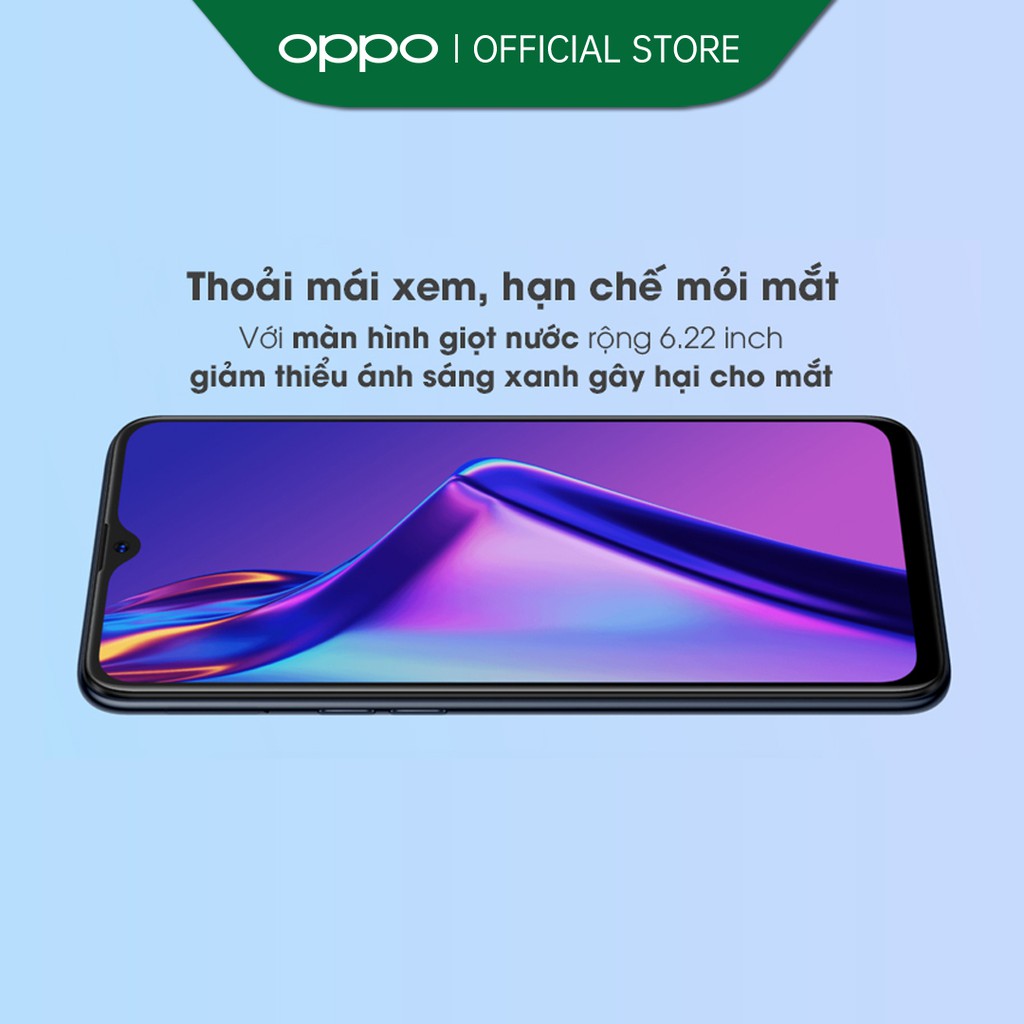 oppo | OFFICIAL STORE
Thoải mái xem, hạn chế mỏi mắt
Với màn hình giọt nước rộng 6.22 inch
giảm thiểu ánh sáng xanh gây hại cho mắt